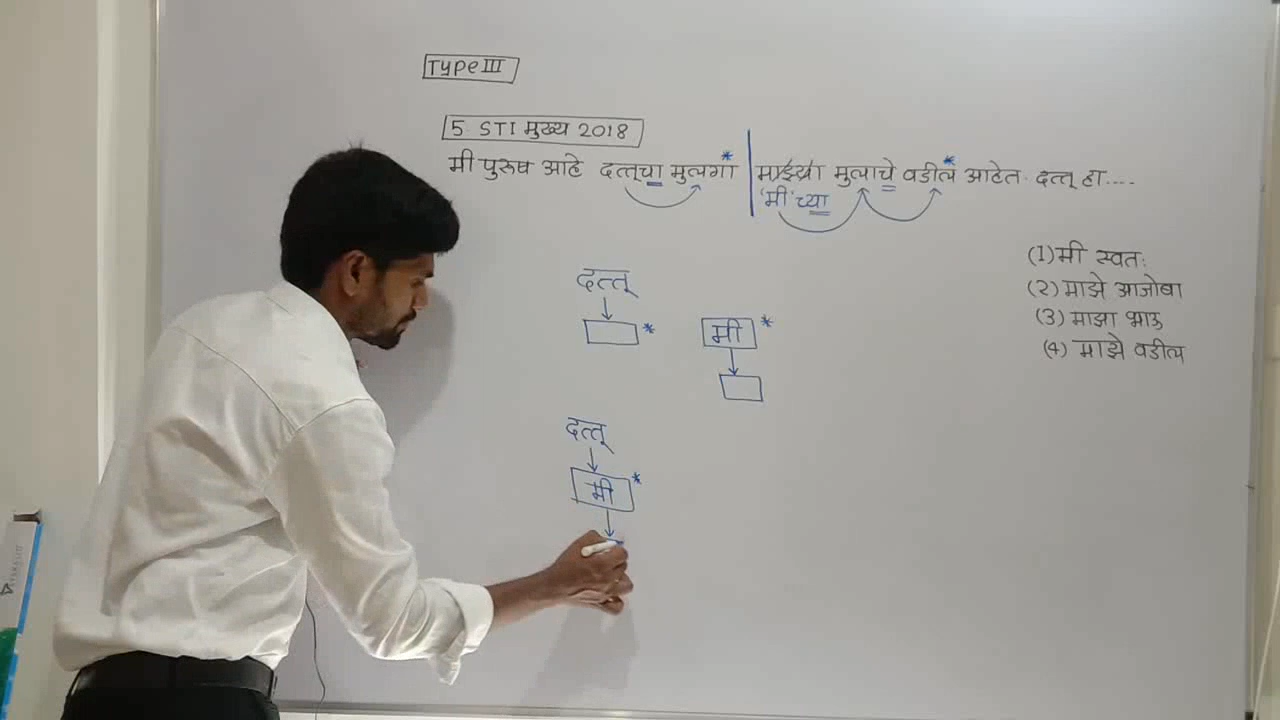 TYPE III
5. STI मुख्य 2018
मी पुरुष आहे दत्तूचा मुलगा* माझ्या मुलाचे वडील* आहेत. दत्तू हा....
'मी' च्या
(1) मी स्वतः
(2) माझे आजोबा
(3) माझा भाऊ
(4) माझे वडील
दत्तू
*
मी *
दत्तू
मी *